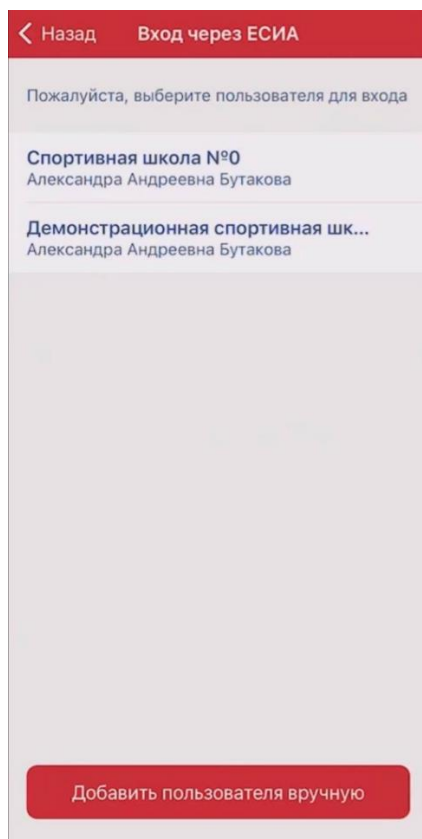 Назад Вход через ЕСИА
Пожалуйста, выберите пользователя для входа
Спортивная школа №0
Александра Андреевна Бутакова
Демонстрационная спортивная шк...
Александра Андреевна Бутакова
Добавить пользователя вручную